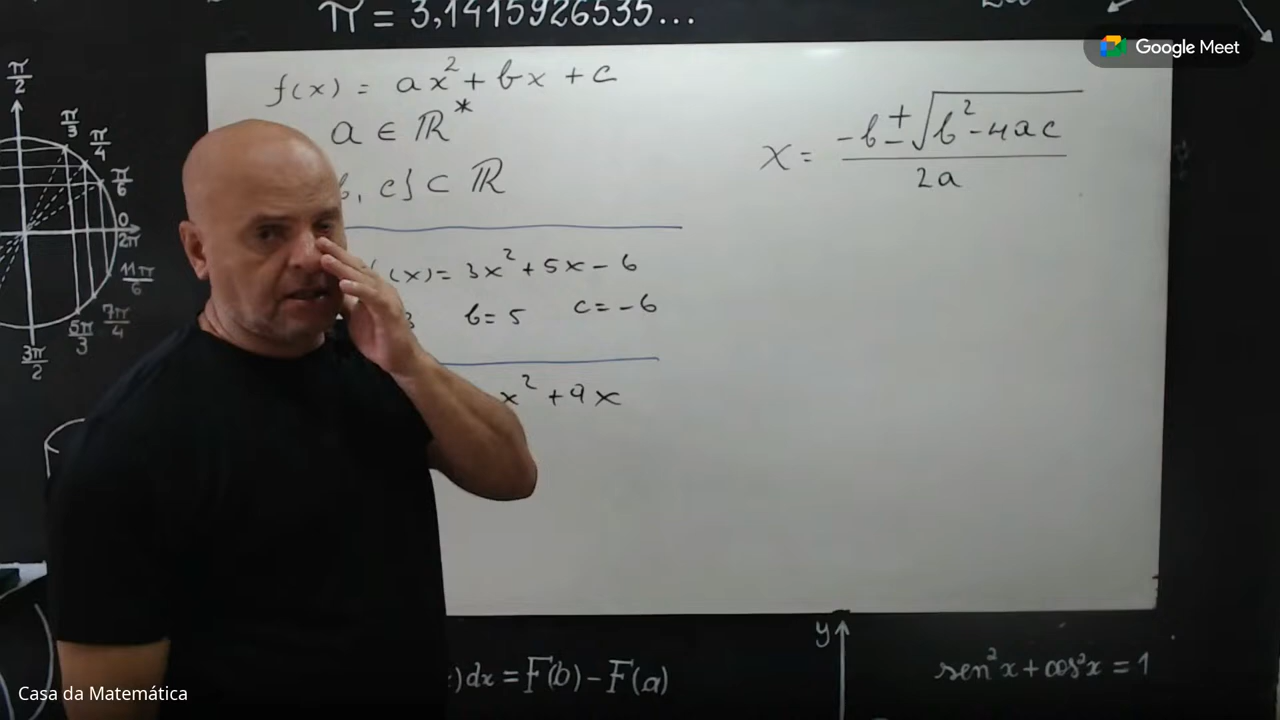 π = 3,1415926535...
Google Meet
f(x) = ax² + bx + c
a ∈ ℝ*
b, c} ⊂ ℝ
x = -b ± √b² - 4ac / 2a
(x) = 3x² + 5x - 6
3 b = 5 c = -6
x² + 9x
π/2
π/3
π/4
π/6
0
2π
11π/6
7π/4
5π/3
3π/2
)dx = F(b) - F(a)
y
sen²x + cos²x = 1
Casa da Matemática